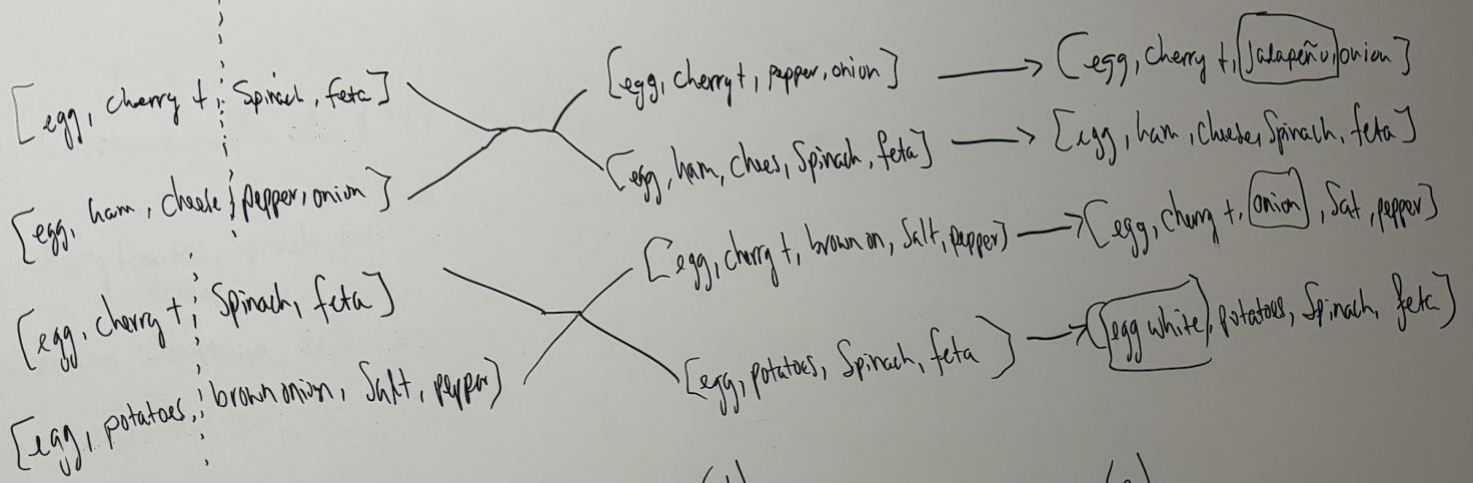 [egg, cherry t, Spinach, feta]
[egg, ham, cheese, pepper, onion]
[egg, cherry t, Spinach, feta]
[egg, potatoes, brown onion, Salt, pepper]
[egg, cherry t, pepper, onion]
[egg, ham, chees, Spinach, feta]
[egg, cherry t, brown on, Salt, pepper]
[egg, potatoes, Spinach, feta]
[egg, cherry t, Jalapeño, onion]
[egg, ham, cheese, Spinach, feta]
[egg, cherry t, onion, Sat, pepper]
[egg white, potatoes, Spinach, feta]